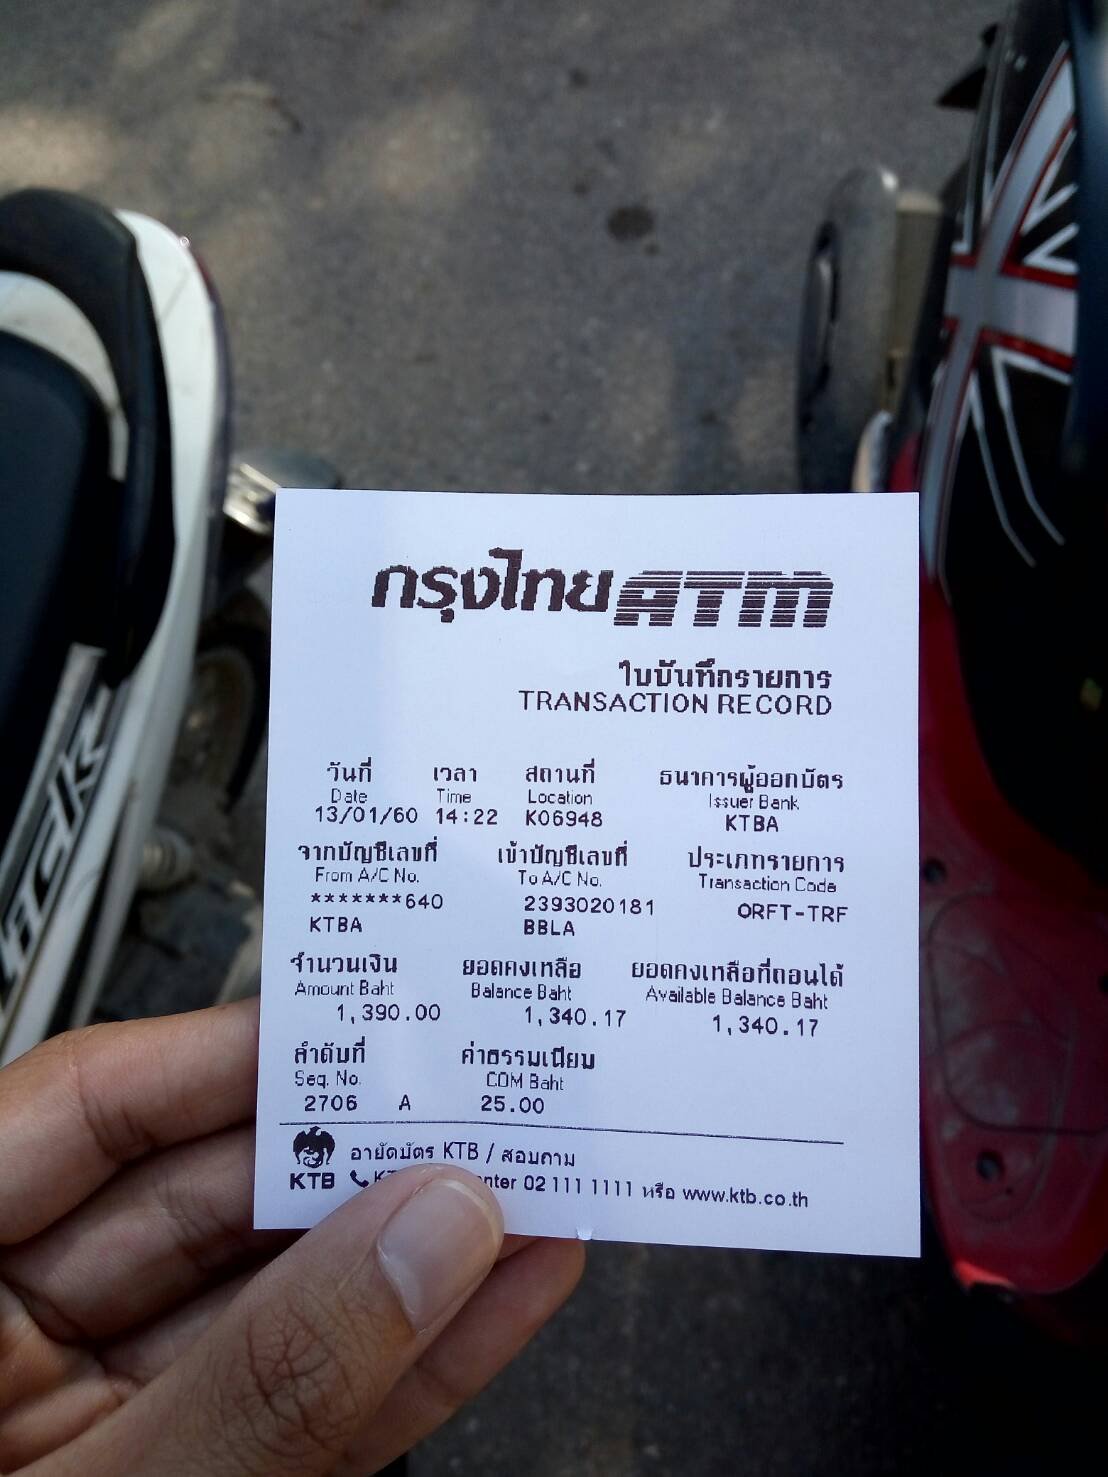 กรุงไทย ATM
ใบบันทึกรายการ
TRANSACTION RECORD
วันที่ เวลา สถานที่ ธนาคารผู้ออกบัตร
Date Time Location Issuer Bank
13/01/60 14:22 K06948 KTBA
จากบัญชีเลขที่ เข้าบัญชีเลขที่ ประเภทรายการ
From A/C No. To A/C No. Transaction Code
*******640 2393020181 ORFT-TRF
KTBA BBLA
จำนวนเงิน ยอดคงเหลือ ยอดคงเหลือที่ถอนได้
Amount Baht Balance Baht Available Balance Baht
1,390.00 1,340.17 1,340.17
ลำดับที่ ค่าธรรมเนียม
Seq. No. COM Baht
2706 A 25.00
อายัดบัตร KTB / สอบถาม
KTB 02 111 1111 หรือ www.ktb.co.th